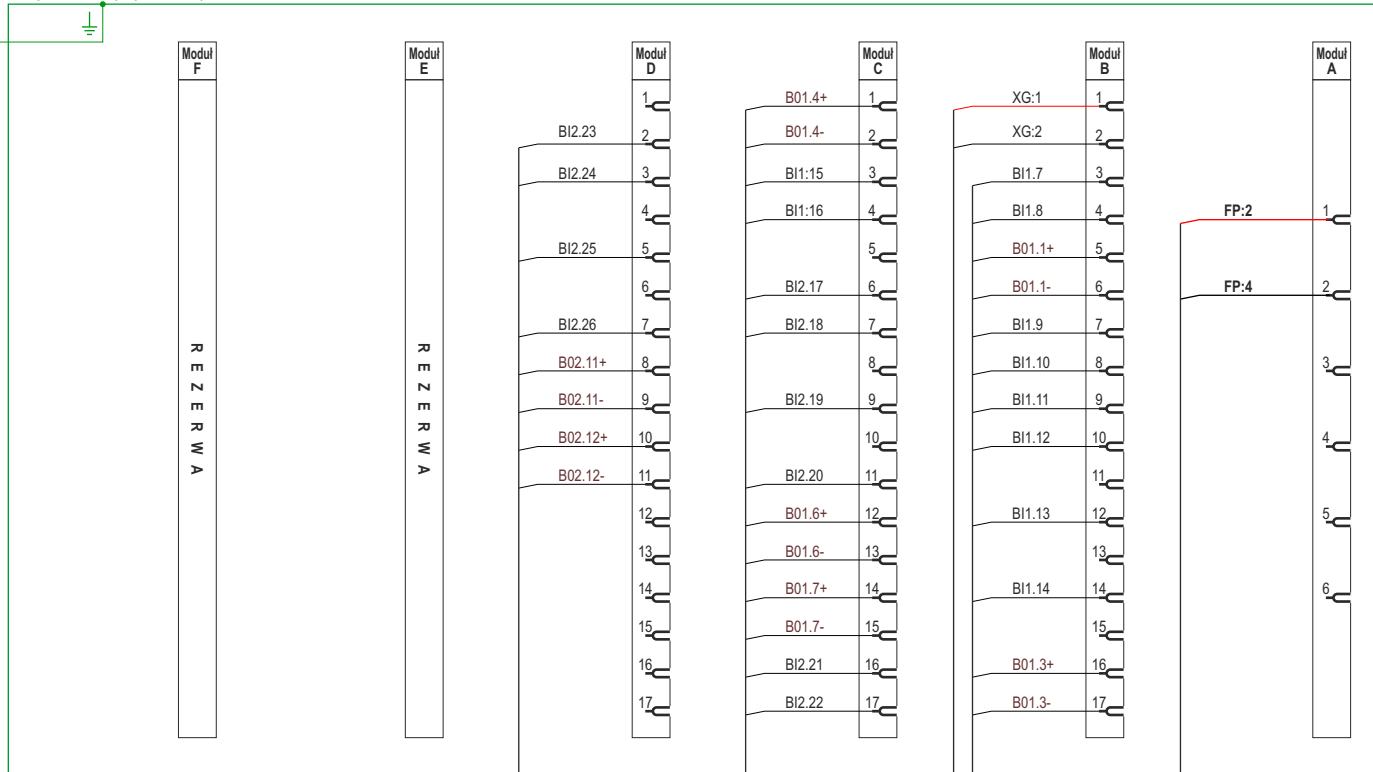 Moduł F
REZERWA
Moduł E
REZERWA
Moduł D
1
BI2.23 2
BI2.24 3
4
BI2.25 5
6
BI2.26 7
B02.11+ 8
B02.11- 9
B02.12+ 10
B02.12- 11
12
13
14
15
16
17
Moduł C
B01.4+ 1
B01.4- 2
BI1:15 3
BI1:16 4
5
BI2.17 6
BI2.18 7
8
BI2.19 9
10
BI2.20 11
B01.6+ 12
B01.6- 13
B01.7+ 14
B01.7- 15
BI2.21 16
BI2.22 17
Moduł B
XG:1 1
XG:2 2
BI1.7 3
BI1.8 4
B01.1+ 5
B01.1- 6
BI1.9 7
BI1.10 8
BI1.11 9
BI1.12 10
11
BI1.13 12
13
BI1.14 14
15
B01.3+ 16
B01.3- 17
Moduł A
FP:2 1
FP:4 2
3
4
5
6